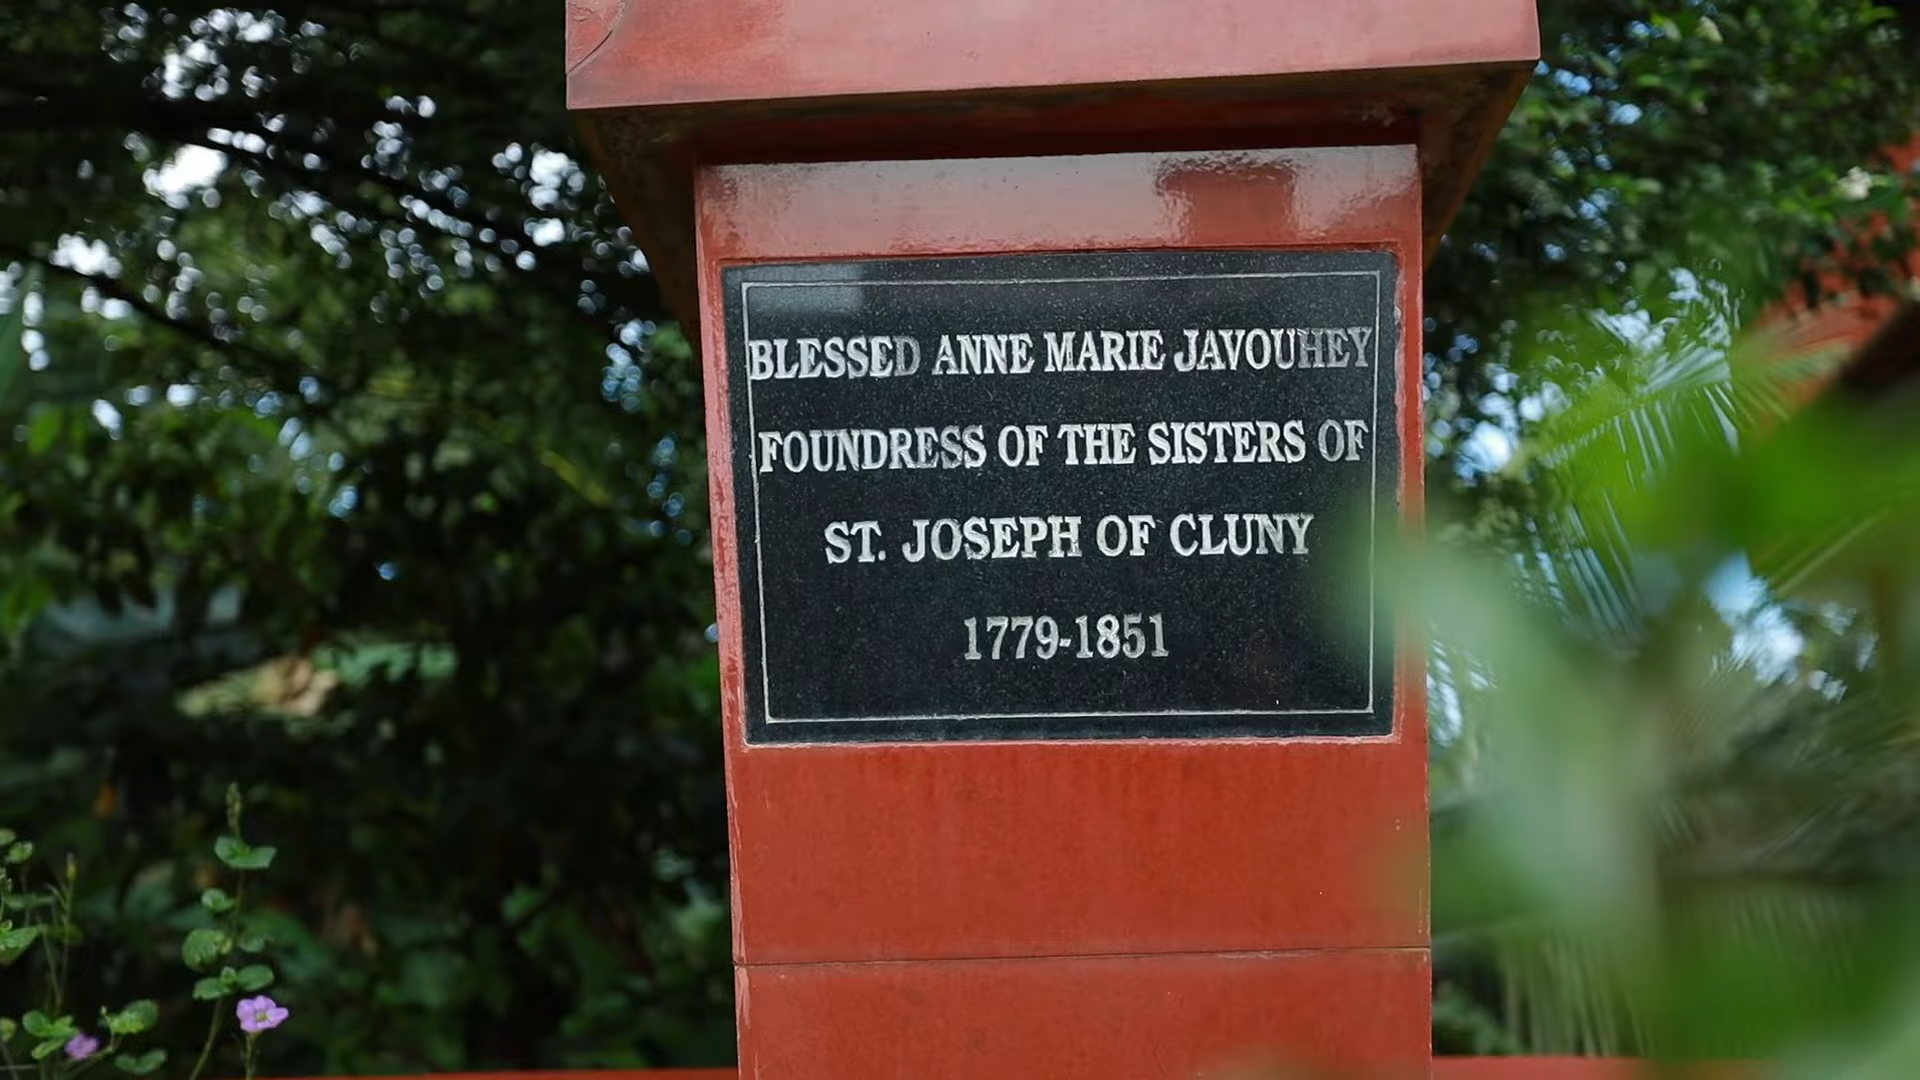 BLESSED ANNE MARIE JAVOUHEY
FOUNDRESS OF THE SISTERS OF
ST. JOSEPH OF CLUNY
1779-1851